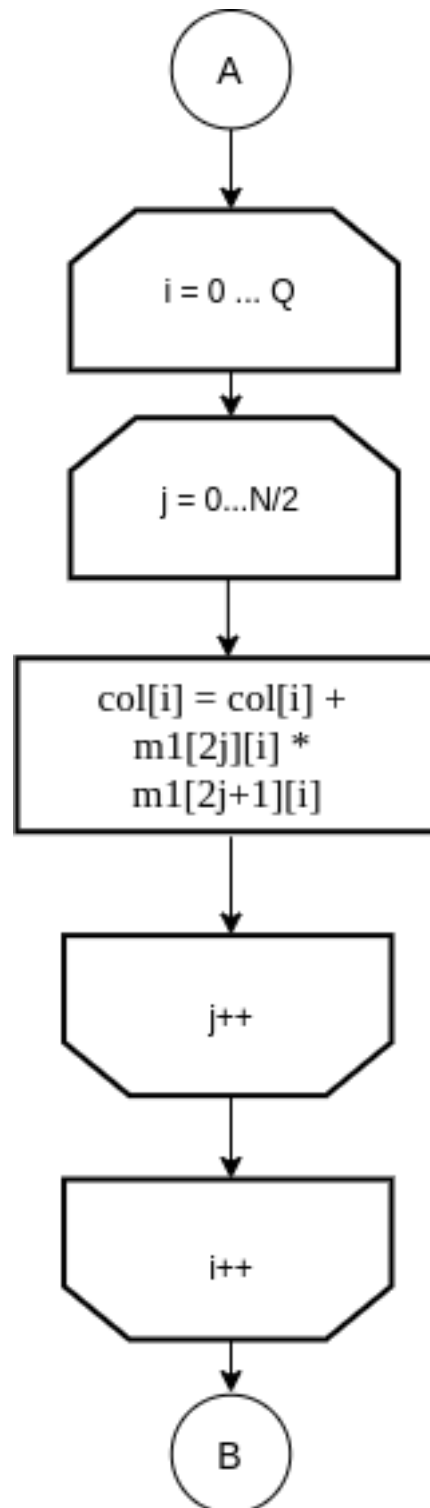 A
i = 0 ... Q
j = 0...N/2
col[i] = col[i] +
m1[2j][i] *
m1[2j+1][i]
j++
i++
B